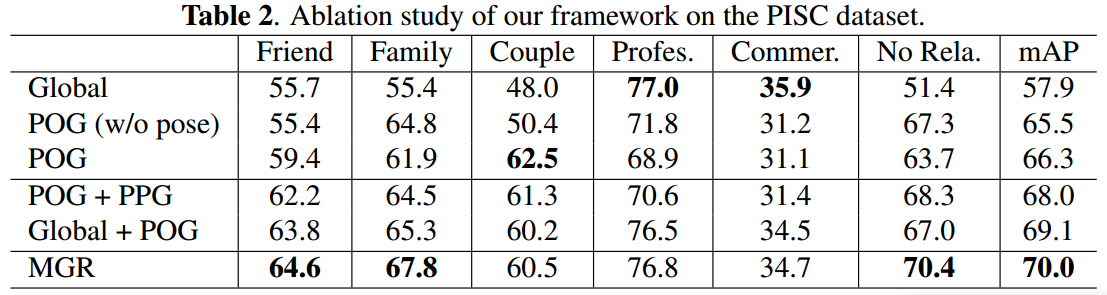 Table 2. Ablation study of our framework on the PISC dataset.
Friend Family Couple Profes. Commer. No Rela. mAP
Global 55.7 55.4 48.0 77.0 35.9 51.4 57.9
POG (w/o pose) 55.4 64.8 50.4 71.8 31.2 67.3 65.5
POG 59.4 61.9 62.5 68.9 31.1 63.7 66.3
POG + PPG 62.2 64.5 61.3 70.6 31.4 68.3 68.0
Global + POG 63.8 65.3 60.2 76.5 34.5 67.0 69.1
MGR 64.6 67.8 60.5 76.8 34.7 70.4 70.0